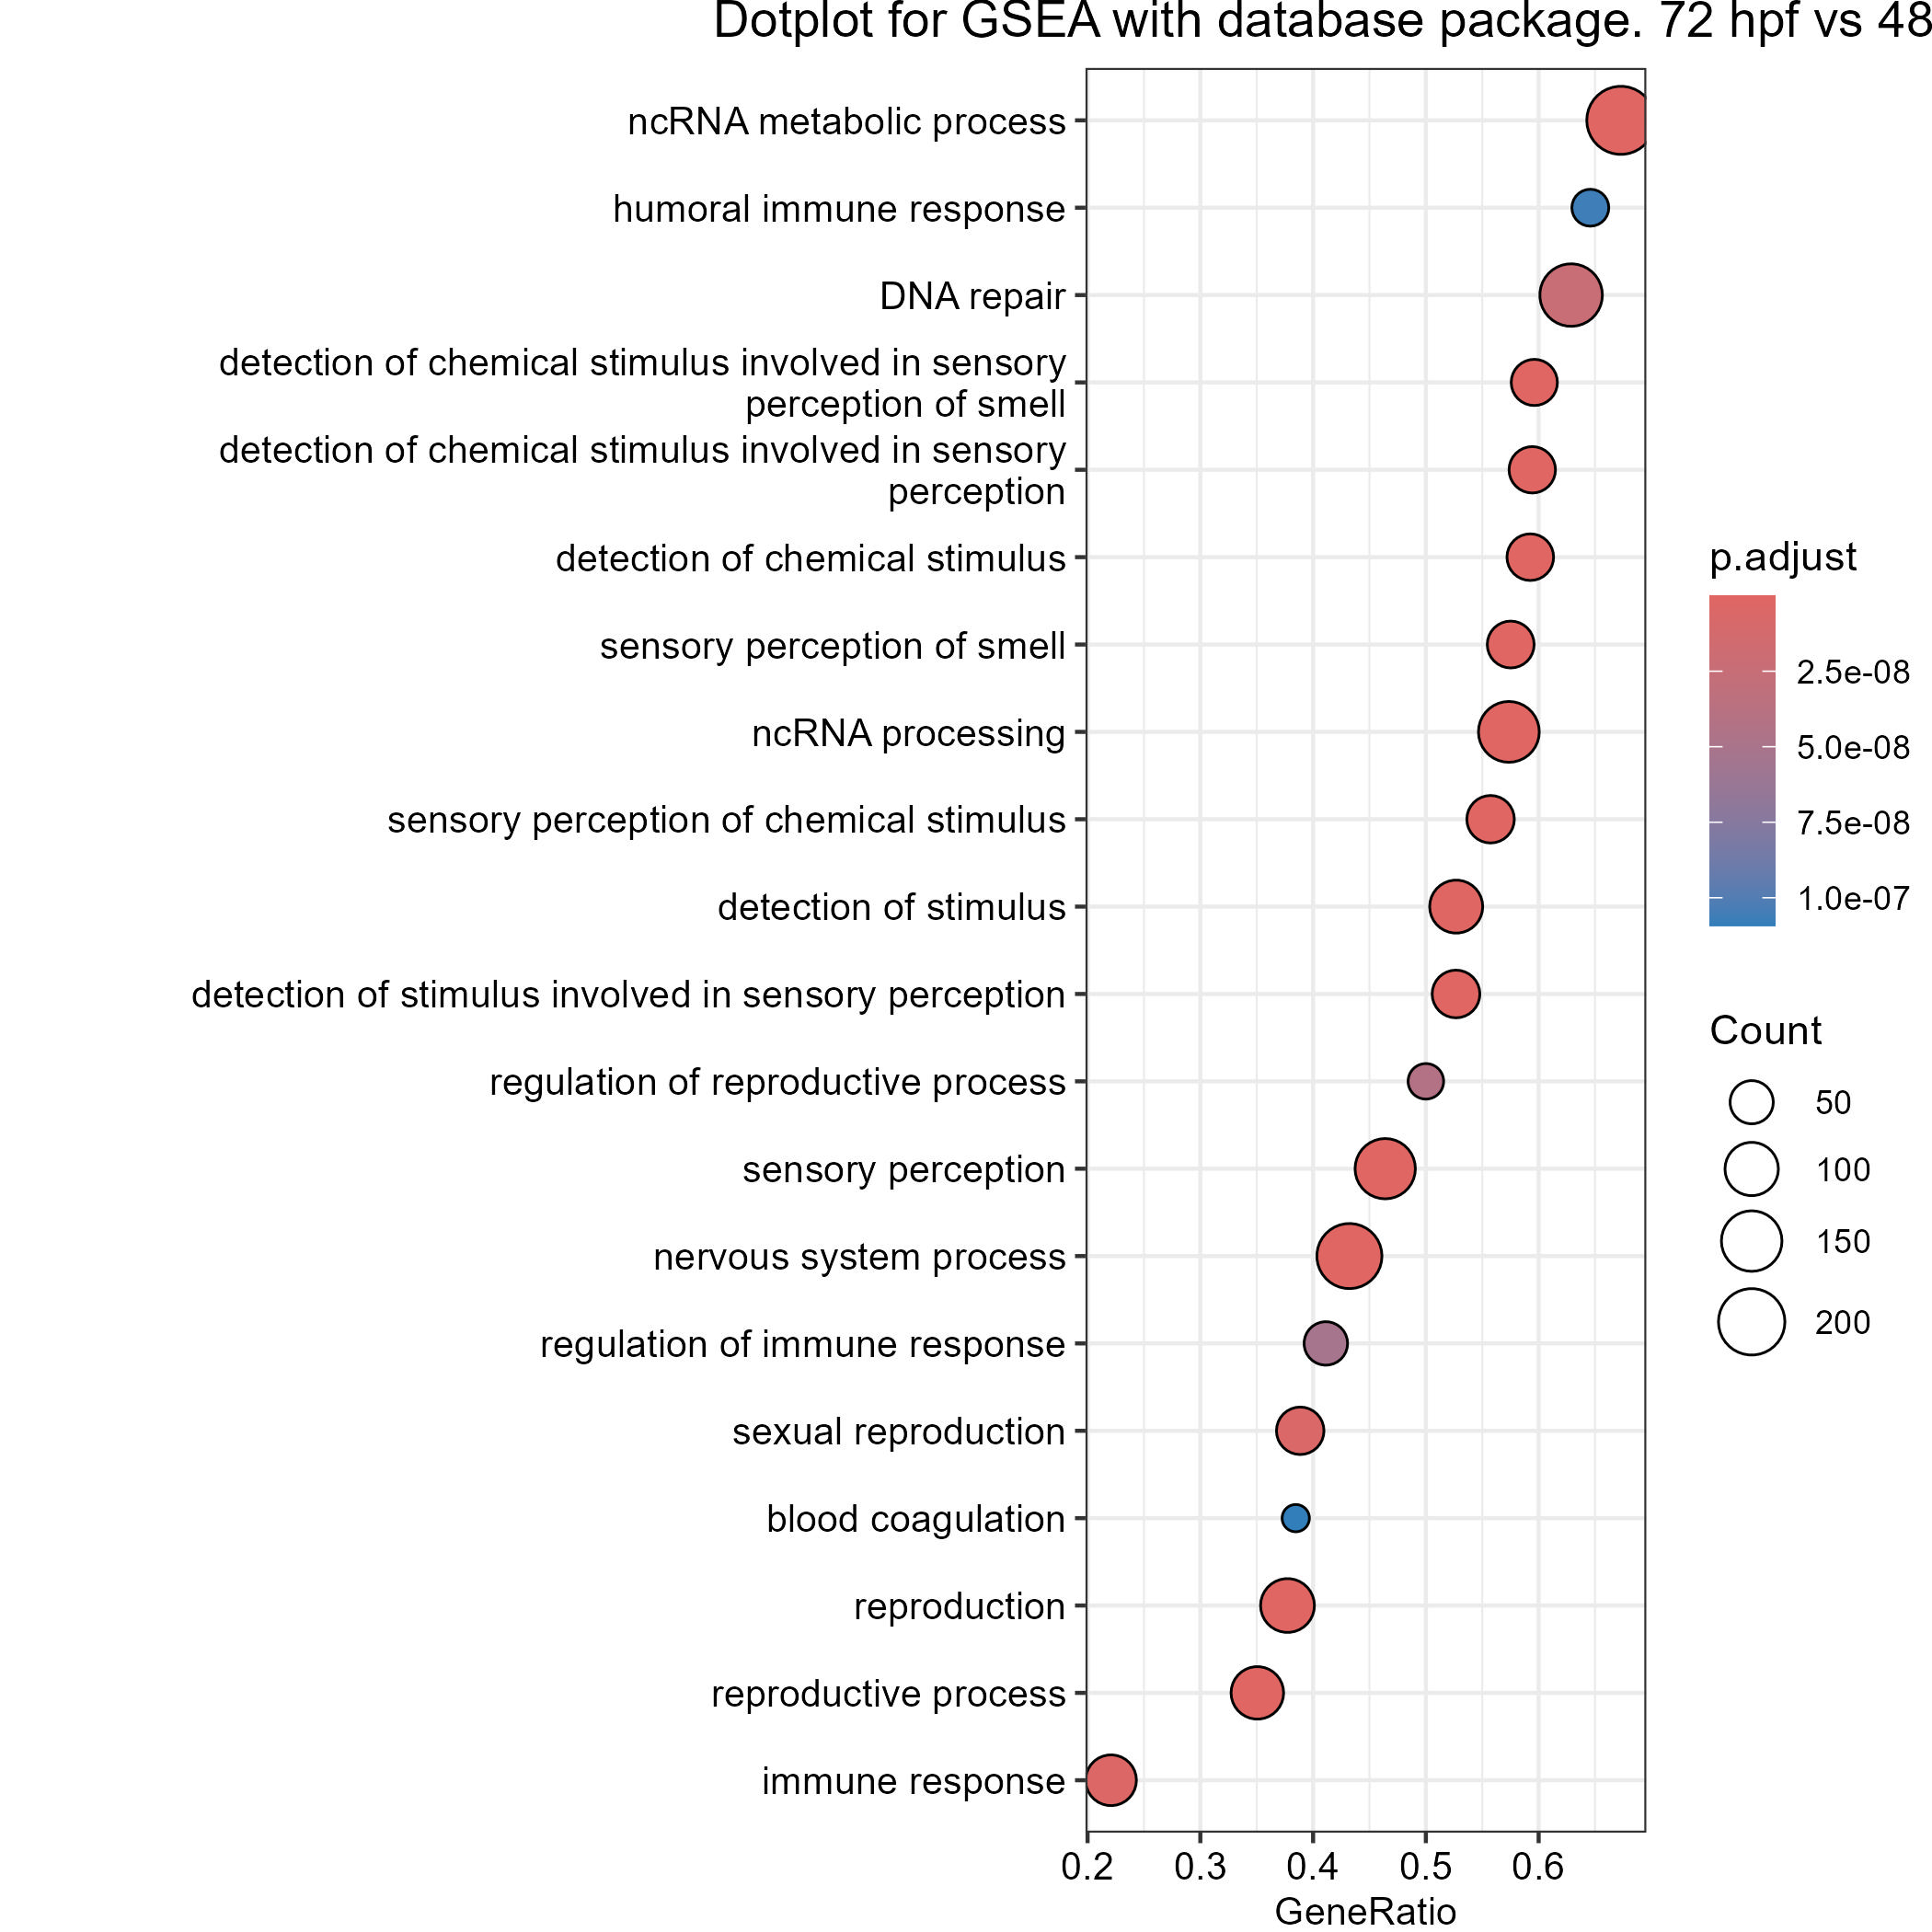 Dotplot for GSEA with database package. 72 hpf vs 48
ncRNA metabolic process
humoral immune response
DNA repair
detection of chemical stimulus involved in sensory
perception of smell
detection of chemical stimulus involved in sensory
perception
detection of chemical stimulus
sensory perception of smell
ncRNA processing
sensory perception of chemical stimulus
detection of stimulus
detection of stimulus involved in sensory perception
regulation of reproductive process
sensory perception
nervous system process
regulation of immune response
sexual reproduction
blood coagulation
reproduction
reproductive process
immune response
0.2 0.3 0.4 0.5 0.6
GeneRatio
p.adjust
2.5e-08
5.0e-08
7.5e-08
1.0e-07
Count
50
100
150
200